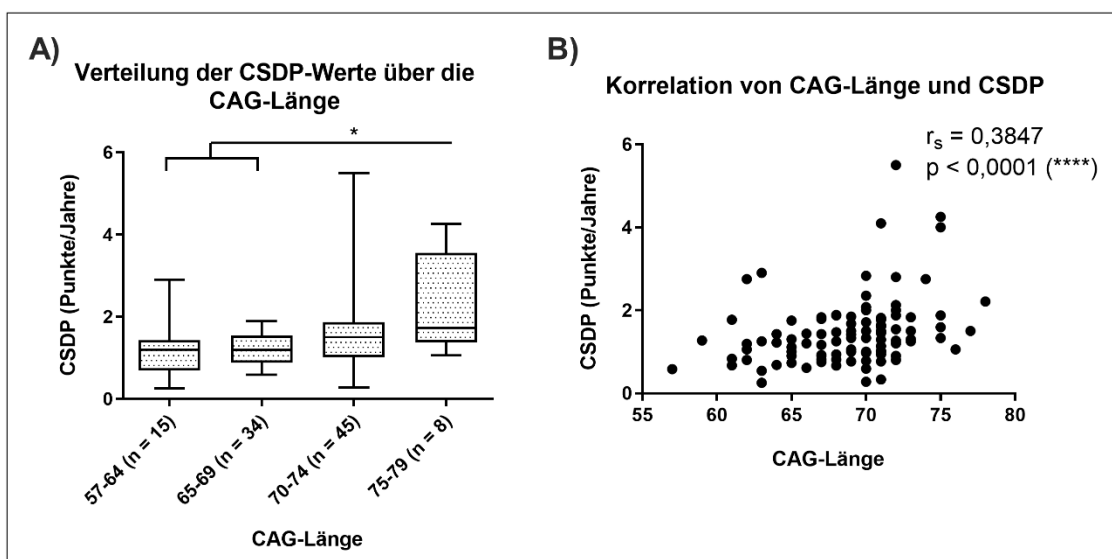 A)
Verteilung der CSDP-Werte über die
CAG-Länge
*
6
4
2
0
CSDP (Punkte/Jahre)
57-64 (n = 15)
65-69 (n = 34)
70-74 (n = 45)
75-79 (n = 8)
CAG-Länge
B)
Korrelation von CAG-Länge und CSDP
rs = 0,3847
p < 0,0001 (****)
6
4
2
0
CSDP (Punkte/Jahre)
55 60 65 70 75 80
CAG-Länge